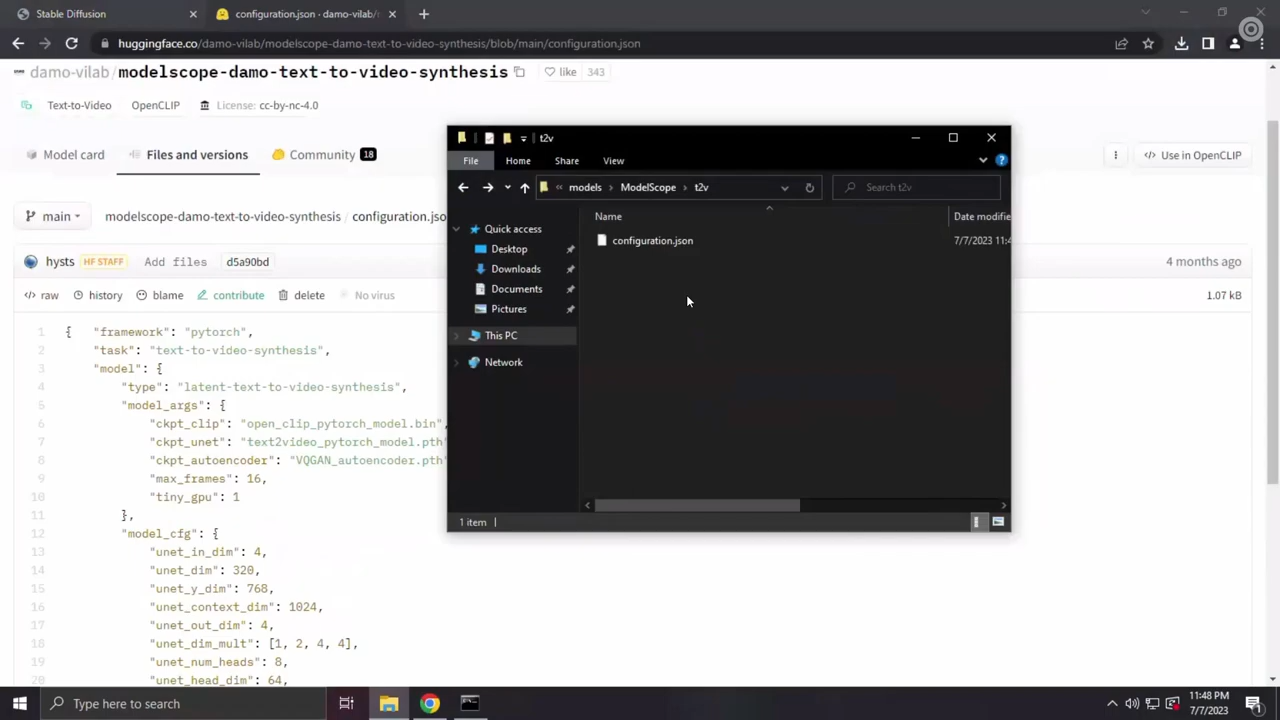 Stable Diffusion
configuration.json · damo-vilab/
huggingface.co/damo-vilab/modelscope-damo-text-to-video-synthesis/blob/main/configuration.json
damo-vilab/modelscope-damo-text-to-video-synthesis
like 343
Text-to-Video
OpenCLIP
License: cc-by-nc-4.0
Model card
Files and versions
Community 18
Use in OpenCLIP
main
modelscope-damo-text-to-video-synthesis / configuration.jso
hysts HF STAFF Add files d5a90bd
4 months ago
raw
history
blame
contribute
delete
No virus
1.07 kB
1 { "framework": "pytorch",
2 "task": "text-to-video-synthesis",
3 "model": {
4 "type": "latent-text-to-video-synthesis",
5 "model_args": {
6 "ckpt_clip": "open_clip_pytorch_model.bin",
7 "ckpt_unet": "text2video_pytorch_model.pth"
8 "ckpt_autoencoder": "VQGAN_autoencoder.pth"
9 "max_frames": 16,
10 "tiny_gpu": 1
11 },
12 "model_cfg": {
13 "unet_in_dim": 4,
14 "unet_dim": 320,
15 "unet_y_dim": 768,
16 "unet_context_dim": 1024,
17 "unet_out_dim": 4,
18 "unet_dim_mult": [1, 2, 4, 4],
19 "unet_num_heads": 8,
20 "unet_head_dim": 64,
t2v
File
Home
Share
View
models
ModelScope
t2v
Search t2v
Quick access
Desktop
Downloads
Documents
Pictures
This PC
Network
Name
Date modifie
configuration.json
7/7/2023 11:4
1 item
Type here to search
11:48 PM
7/7/2023
1